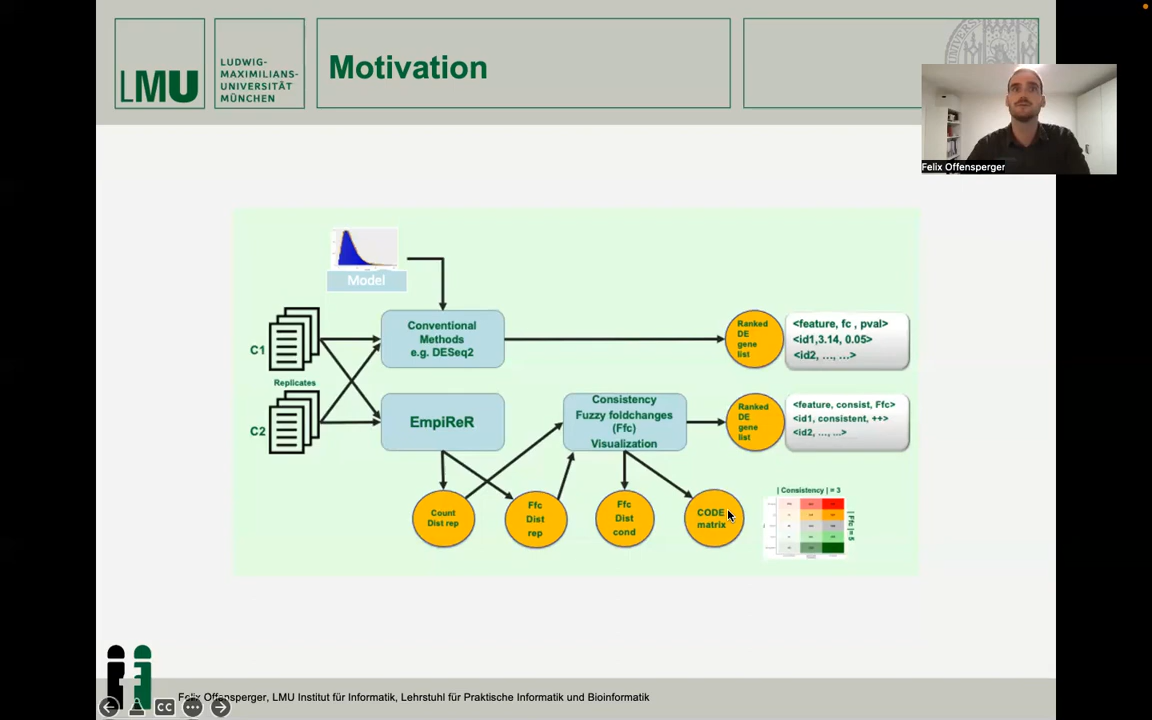 LMU
LUDWIG-
MAXIMILIANS-
UNIVERSITÄT
MÜNCHEN
Motivation
Felix Offensperger
Model
C1
Replicates
C2
Conventional
Methods
e.g. DESeq2
EmpiReR
Consistency
Fuzzy foldchanges
(Ffc)
Visualization
Ranked
DE
gene
list
<feature, fc , pval>
<id1,3.14, 0.05>
<id2, ..., ...>
Ranked
DE
gene
list
<feature, consist, Ffc>
<id1, consistent, ++>
<id2, ..., ...>
Count
Dist rep
Ffc
Dist
rep
Ffc
Dist
cond
CODE
matrix
| Consistency | = 3
| Ffc |= 5
Felix Offensperger, LMU Institut für Informatik, Lehrstuhl für Praktische Informatik und Bioinformatik
CC